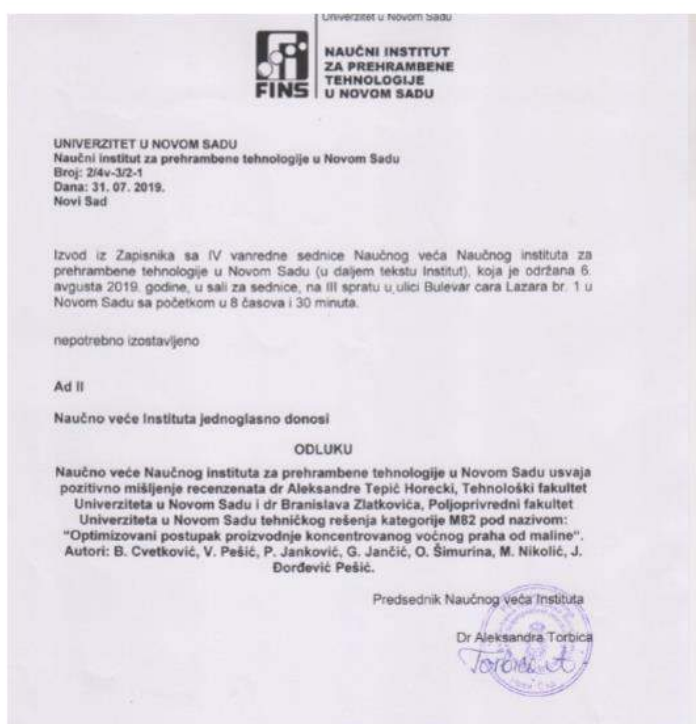 Univerzitet u Novom Sadu
FINS
NAUČNI INSTITUT
ZA PREHRAMBENE
TEHNOLOGIJE
U NOVOM SADU
UNIVERZITET U NOVOM SADU
Naučni institut za prehrambene tehnologije u Novom Sadu
Broj: 2/4v-3/2-1
Dana: 31. 07. 2019.
Novi Sad
Izvod iz Zapisnika sa IV vanredne sednice Naučnog veća Naučnog instituta za
prehrambene tehnologije u Novom Sadu (u daljem tekstu Institut), koja je održana 6.
avgusta 2019. godine, u sali za sednice, na III spratu u ulici Bulevar cara Lazara br. 1 u
Novom Sadu sa početkom u 8 časova i 30 minuta.
nepotrebno izostavljeno
Ad II
Naučno veće Instituta jednoglasno donosi
ODLUKU
Naučno veće Naučnog instituta za prehrambene tehnologije u Novom Sadu usvaja
pozitivno mišljenje recenzenata dr Aleksandre Tepić Horecki, Tehnološki fakultet
Univerziteta u Novom Sadu i dr Branislava Zlatkovića, Poljoprivredni fakultet
Univerziteta u Novom Sadu tehničkog rešenja kategorije M82 pod nazivom:
"Optimizovani postupak proizvodnje koncentrovanog voćnog praha od maline".
Autori: B. Cvetković, V. Pešić, P. Janković, G. Jančić, O. Šimurina, M. Nikolić, J.
Đorđević Pešić.
Predsednik Naučnog veća Instituta
Dr Aleksandra Torbica